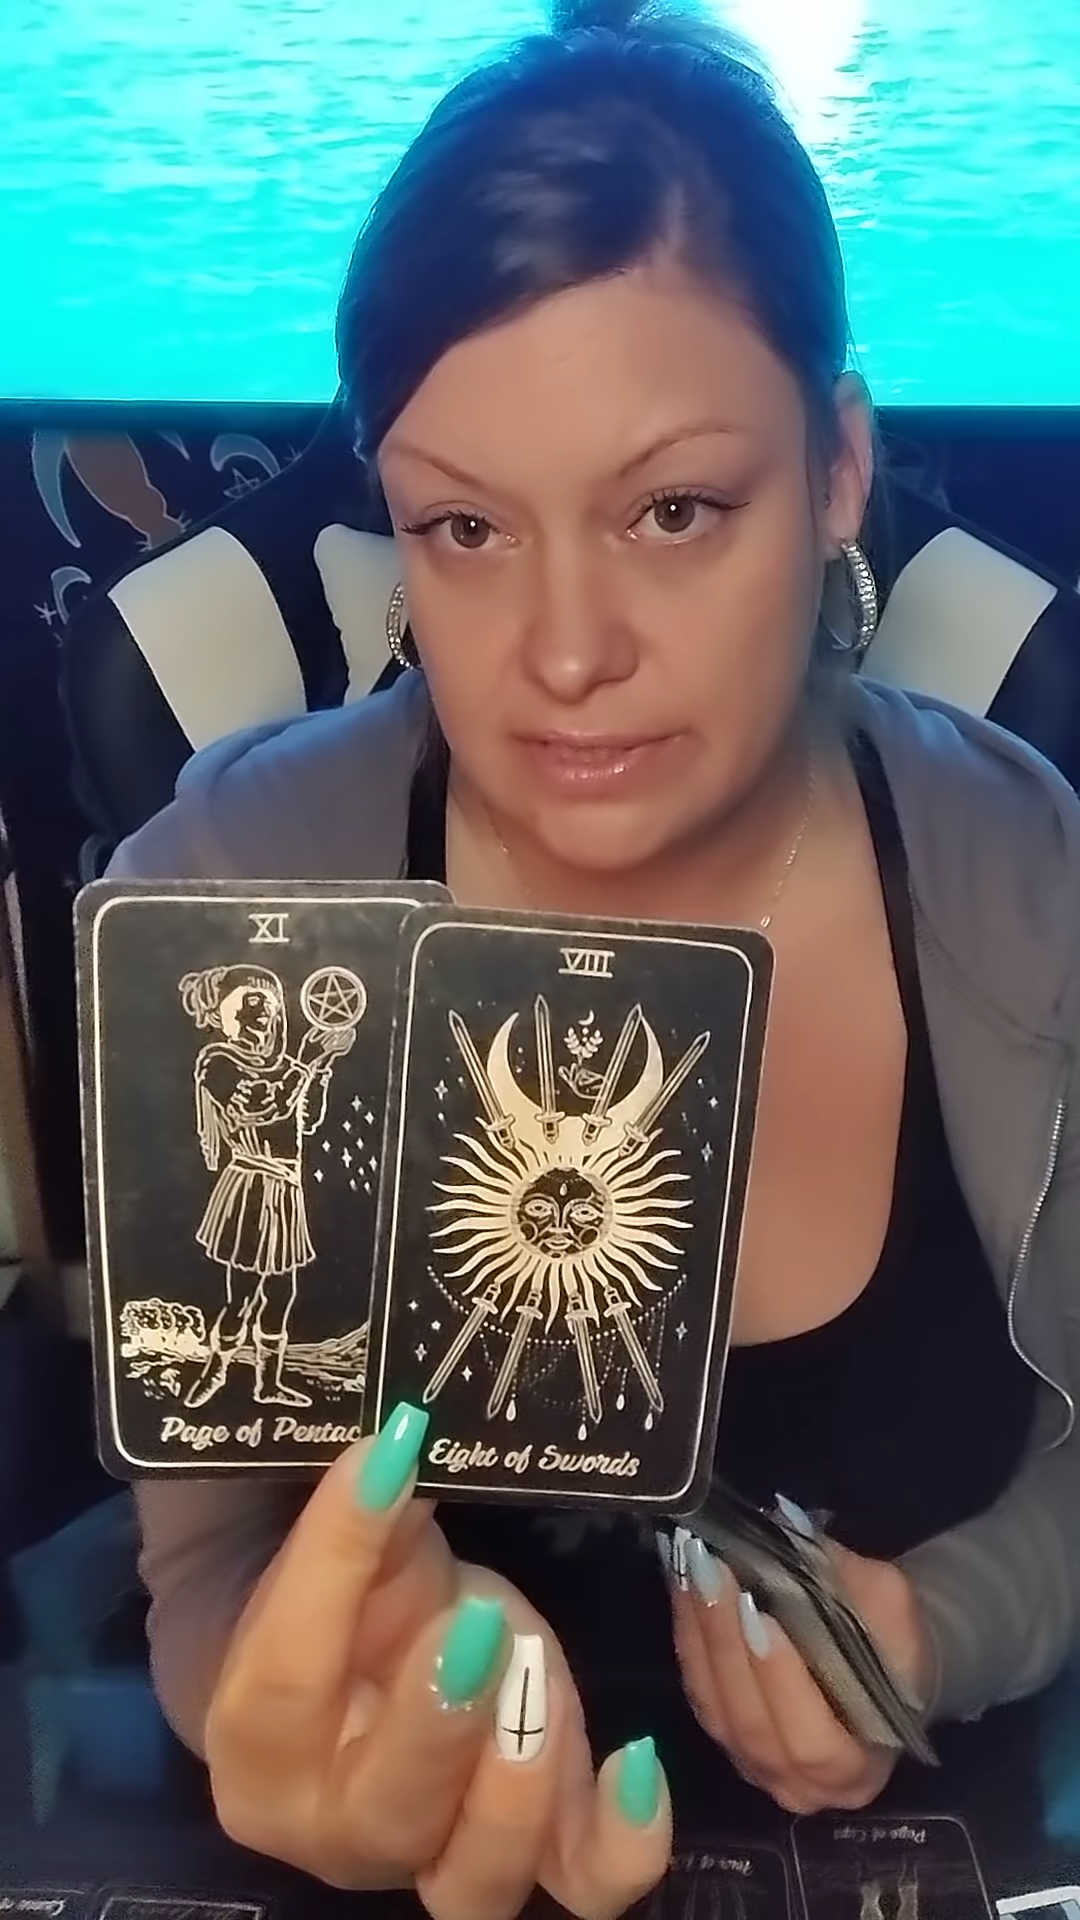 XI
Page of Pentac
VIII
Eight of Swords
Page of Cups